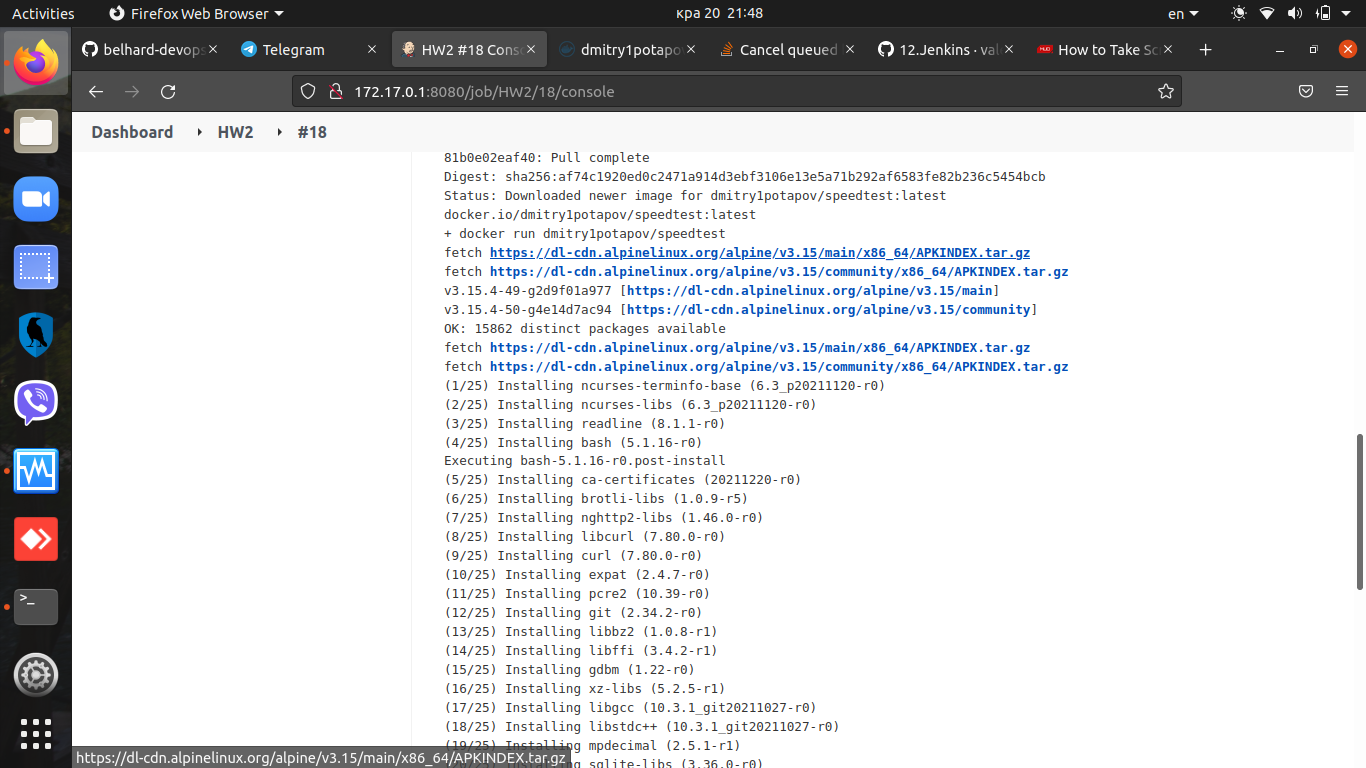 Activities
Firefox Web Browser
кра 20 21:48
en
belhard-devops
Telegram
HW2 #18 Conso
dmitry1potapov
Cancel queued
12.Jenkins · val
How to Take Sc
172.17.0.1:8080/job/HW2/18/console
Dashboard
HW2
#18
81b0e02eaf40: Pull complete
Digest: sha256:af74c1920ed0c2471a914d3ebf3106e13e5a71b292af6583fe82b236c5454bcb
Status: Downloaded newer image for dmitry1potapov/speedtest:latest
docker.io/dmitry1potapov/speedtest:latest
+ docker run dmitry1potapov/speedtest
fetch https://dl-cdn.alpinelinux.org/alpine/v3.15/main/x86_64/APKINDEX.tar.gz
fetch https://dl-cdn.alpinelinux.org/alpine/v3.15/community/x86_64/APKINDEX.tar.gz
v3.15.4-49-g2d9f01a977 [https://dl-cdn.alpinelinux.org/alpine/v3.15/main]
v3.15.4-50-g4e14d7ac94 [https://dl-cdn.alpinelinux.org/alpine/v3.15/community]
OK: 15862 distinct packages available
fetch https://dl-cdn.alpinelinux.org/alpine/v3.15/main/x86_64/APKINDEX.tar.gz
fetch https://dl-cdn.alpinelinux.org/alpine/v3.15/community/x86_64/APKINDEX.tar.gz
(1/25) Installing ncurses-terminfo-base (6.3_p20211120-r0)
(2/25) Installing ncurses-libs (6.3_p20211120-r0)
(3/25) Installing readline (8.1.1-r0)
(4/25) Installing bash (5.1.16-r0)
Executing bash-5.1.16-r0.post-install
(5/25) Installing ca-certificates (20211220-r0)
(6/25) Installing brotli-libs (1.0.9-r5)
(7/25) Installing nghttp2-libs (1.46.0-r0)
(8/25) Installing libcurl (7.80.0-r0)
(9/25) Installing curl (7.80.0-r0)
(10/25) Installing expat (2.4.7-r0)
(11/25) Installing pcre2 (10.39-r0)
(12/25) Installing git (2.34.2-r0)
(13/25) Installing libbz2 (1.0.8-r1)
(14/25) Installing libffi (3.4.2-r1)
(15/25) Installing gdbm (1.22-r0)
(16/25) Installing xz-libs (5.2.5-r1)
(17/25) Installing libgcc (10.3.1_git20211027-r0)
(18/25) Installing libstdc++ (10.3.1_git20211027-r0)
(19/25) Installing mpdecimal (2.5.1-r1)
sqlite-libs (3.36.0-r0)
https://dl-cdn.alpinelinux.org/alpine/v3.15/main/x86_64/APKINDEX.tar.gz